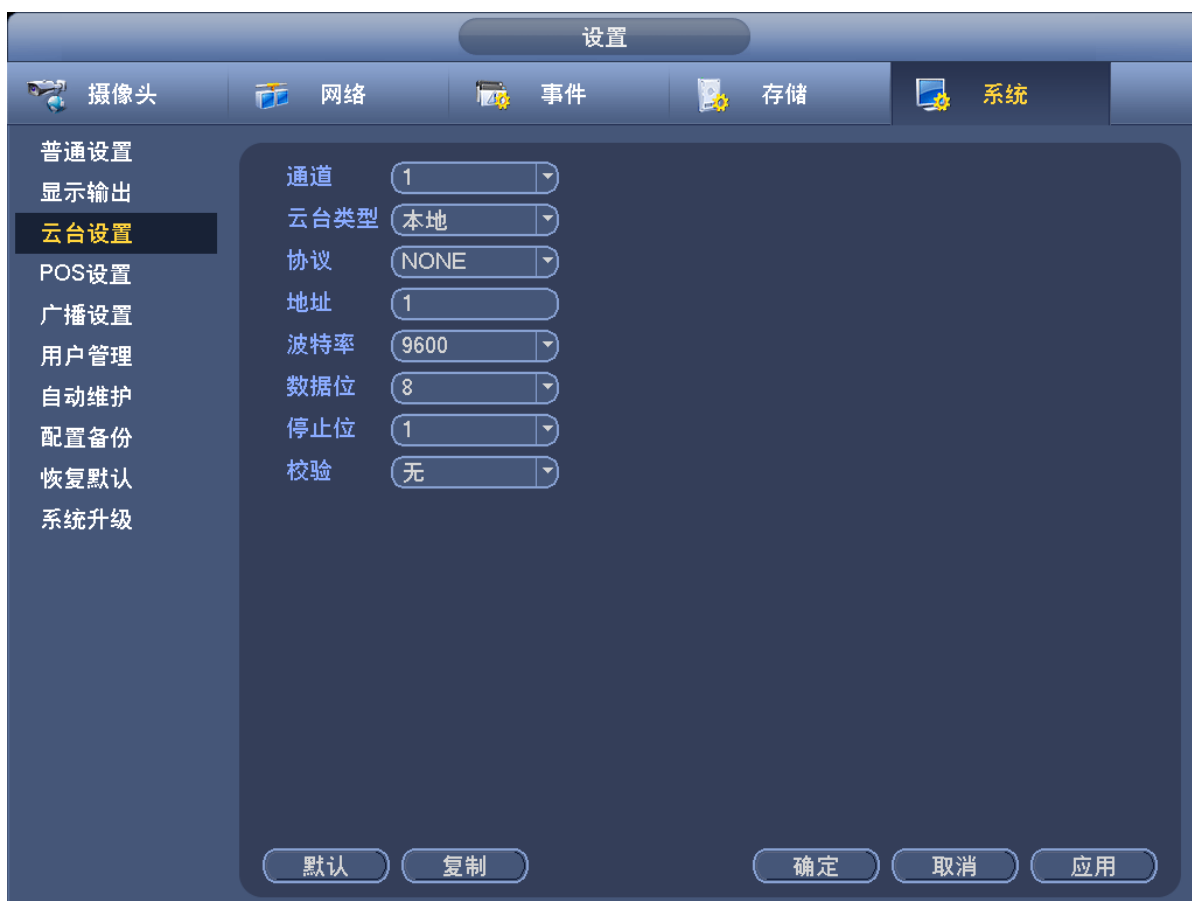 设置
摄像头 网络 事件 存储 系统
普通设置
显示输出
云台设置
POS设置
广播设置
用户管理
自动维护
配置备份
恢复默认
系统升级
通道 1
云台类型 本地
协议 NONE
地址 1
波特率 9600
数据位 8
停止位 1
校验 无
默认 复制 确定 取消 应用